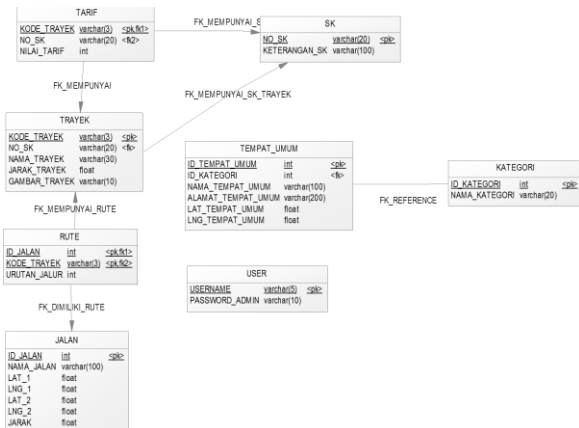 TARIF
KODE_TRAYEK varchar(3) <pk,fk1>
NO_SK varchar(20) <fk2>
NILAI_TARIF int
FK_MEMPUNYAI_S
SK
NO_SK varchar(20) <pk>
KETERANGAN_SK varchar(100)
FK_MEMPUNYAI
FK_MEMPUNYAI_SK_TRAYEK
TRAYEK
KODE_TRAYEK varchar(3) <pk>
NO_SK varchar(20) <fk>
NAMA_TRAYEK varchar(30)
JARAK_TRAYEK float
GAMBAR_TRAYEK varchar(10)
TEMPAT_UMUM
ID_TEMPAT_UMUM int <pk>
ID_KATEGORI int <fk>
NAMA_TEMPAT_UMUM varchar(100)
ALAMAT_TEMPAT_UMUM varchar(200)
LAT_TEMPAT_UMUM float
LNG_TEMPAT_UMUM float
KATEGORI
ID_KATEGORI int <pk>
NAMA_KATEGORI varchar(20)
FK_REFERENCE
FK_MEMPUNYAI_RUTE
RUTE
ID_JALAN int <pk,fk1>
KODE_TRAYEK varchar(3) <pk,fk2>
URUTAN_JALUR int
USER
USERNAME varchar(5) <pk>
PASSWORD_ADMIN varchar(10)
FK_DIMILIKI_RUTE
JALAN
ID_JALAN int <pk>
NAMA_JALAN varchar(100)
LAT_1 float
LNG_1 float
LAT_2 float
LNG_2 float
JARAK float